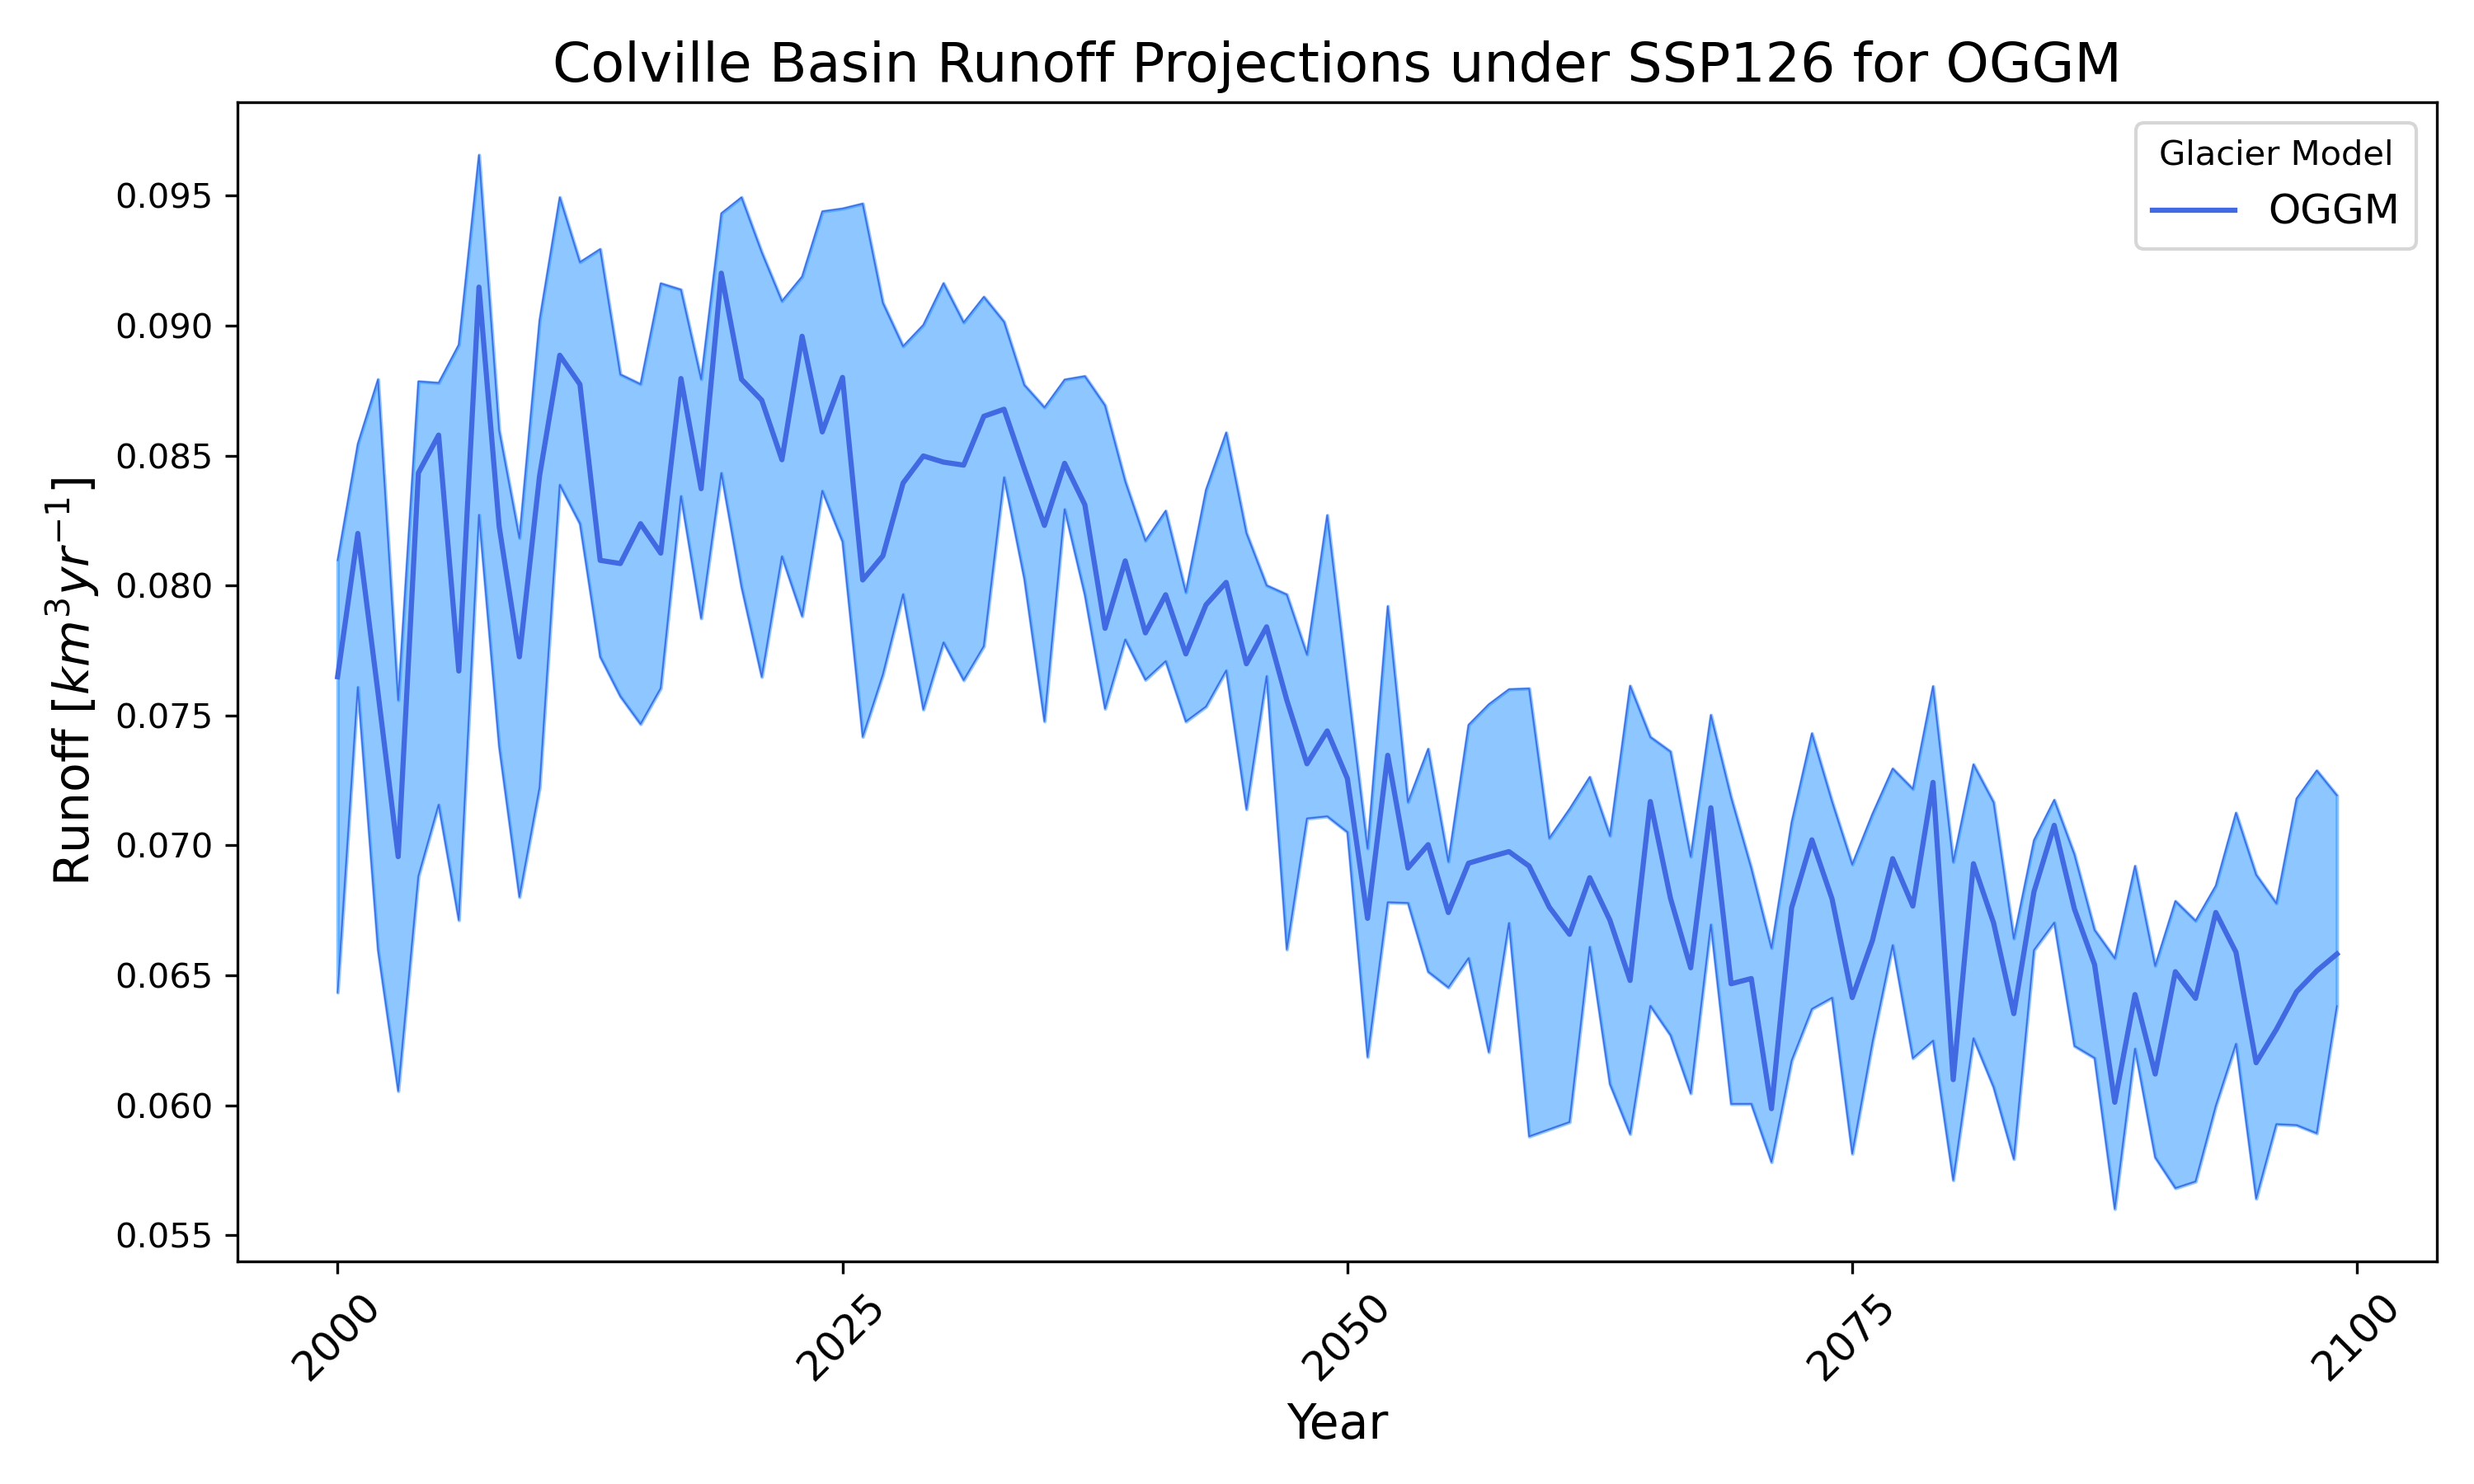 Colville Basin Runoff Projections under SSP126 for OGGM
Glacier Model
OGGM
Runoff [km³yr⁻¹]
0.095
0.090
0.085
0.080
0.075
0.070
0.065
0.060
0.055
2000
2025
2050
2075
2100
Year